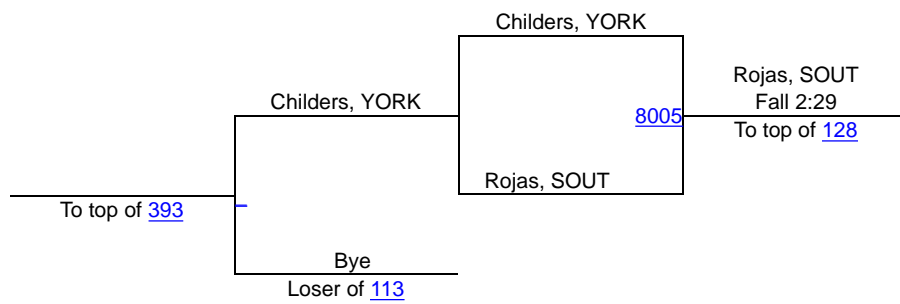 Childers, YORK
Rojas, SOUT
Fall 2:29
Childers, YORK
8005
To top of 128
Rojas, SOUT
To top of 393
Bye
Loser of 113